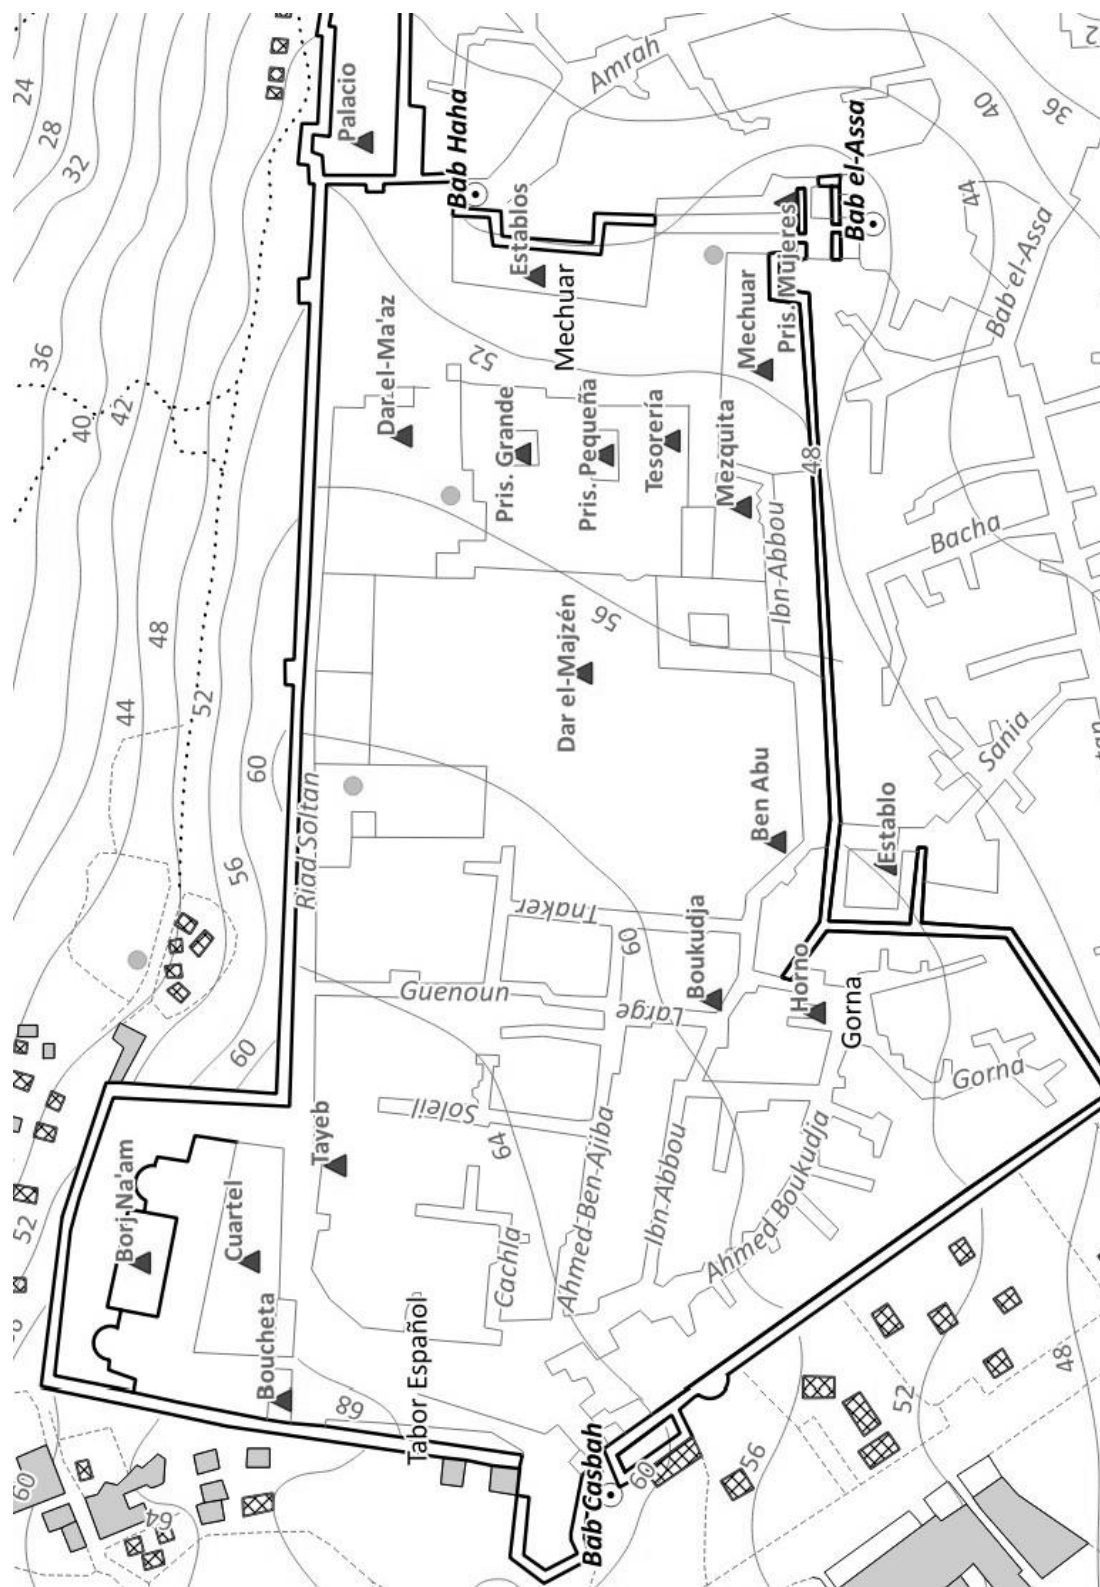 24
28
32
36
40
42
44
48
52
56
60
60
52
60
64
Palacio
Bab Haha
Amrah
40
36
Bab el-Assa
44
Bab el-Assa
Establos
Mechuar
Pris. Mujeres
Mechuar
Dar el-Ma'az
52
Pris. Grande
Pris. Pequeña
Tesorería
Mezquita
48
Ibn-Abbou
Bacha
56
Dar el-Majzén
Riad Soltan
Ben Abu
Establo
Sania
Tnaker
60
Boukudja
Guenoun
Large
Horno
Gorna
Gorna
Soleil
64
Tayeb
Borj Na'am
Cuartel
Boucheta
Cachla
Ahmed-Ben-Ajiba
Ibn-Abbou
Ahmed Boukudja
68
Tabor Español
Bab Casbah
60
56
52
48